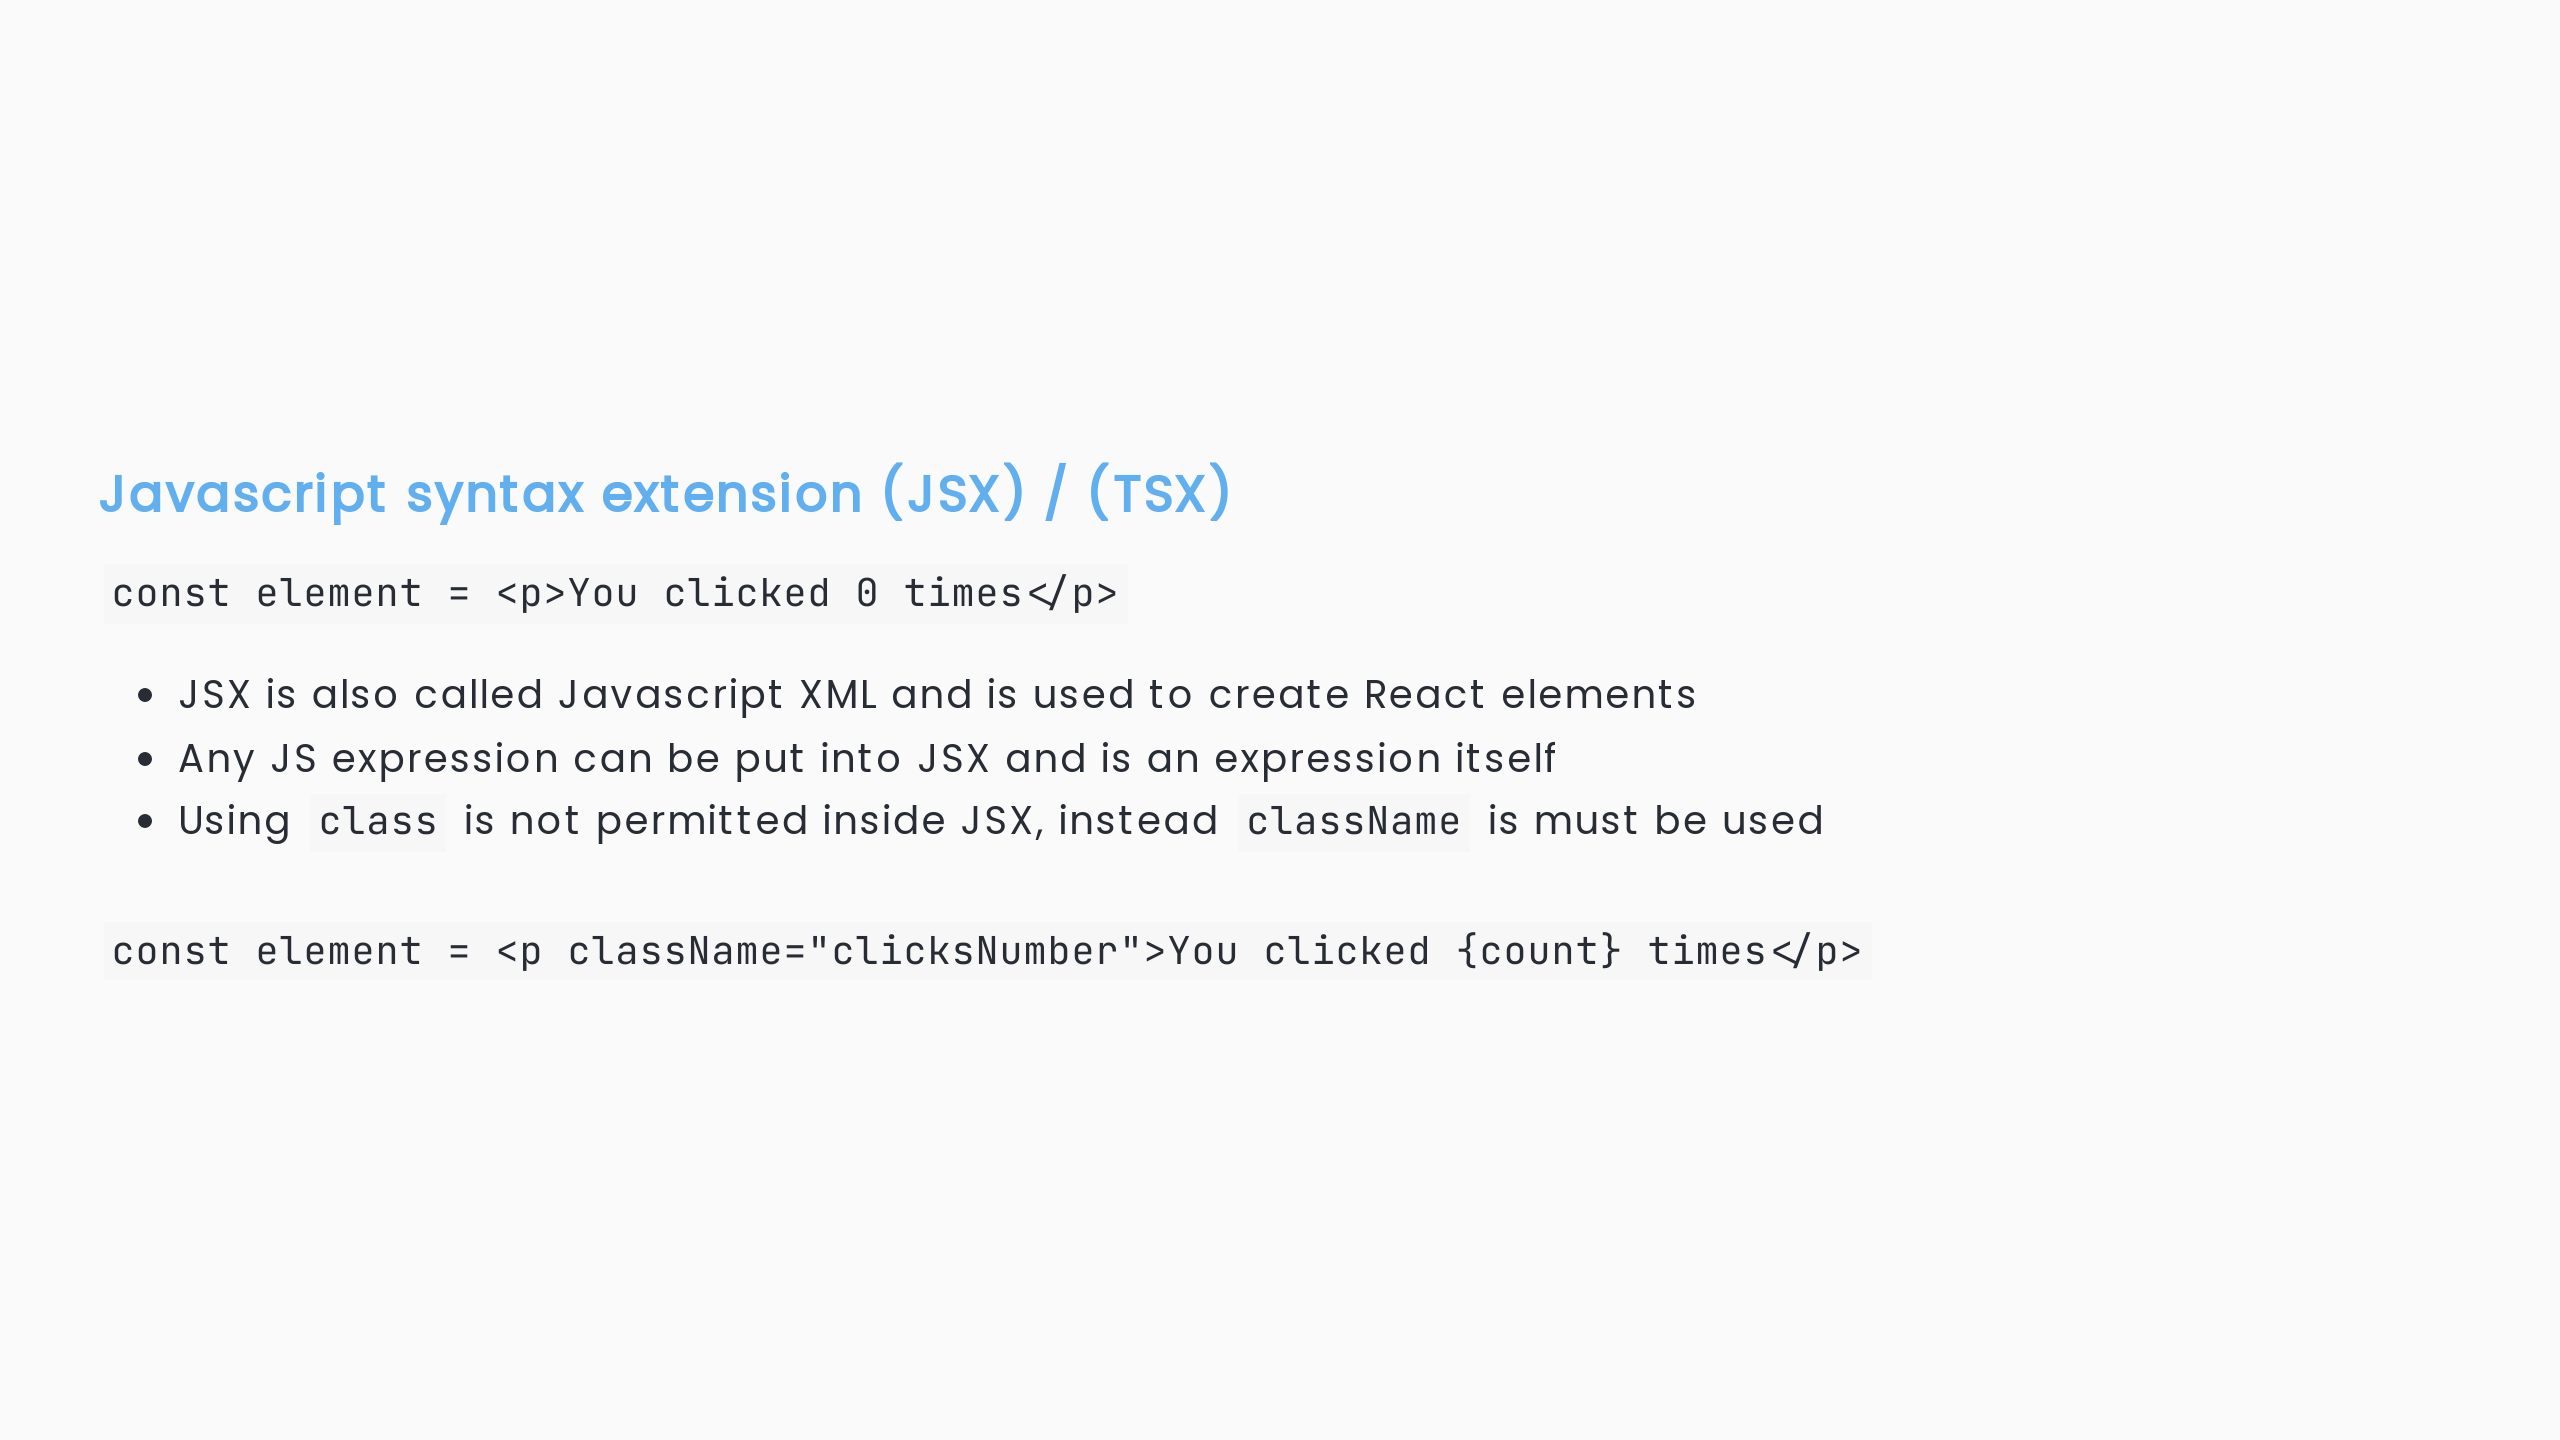 Javascript syntax extension (JSX) / (TSX)
const element = <p>You clicked 0 times</p>
• JSX is also called Javascript XML and is used to create React elements
• Any JS expression can be put into JSX and is an expression itself
• Using class is not permitted inside JSX, instead className is must be used
const element = <p className="clicksNumber">You clicked {count} times</p>